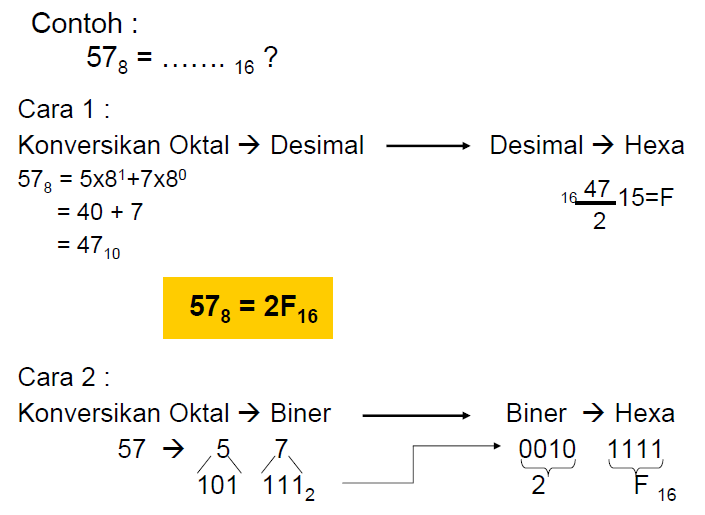 Contoh :
57₈ = ……. ₁₆ ?
Cara 1 :
Konversikan Oktal → Desimal → Desimal → Hexa
57₈ = 5x8¹+7x8⁰
= 40 + 7
= 47₁₀
16 47 15=F
2
57₈ = 2F₁₆
Cara 2 :
Konversikan Oktal → Biner → Biner → Hexa
57 → 5 7 → 0010 1111
101 111₂ 2 F ₁₆